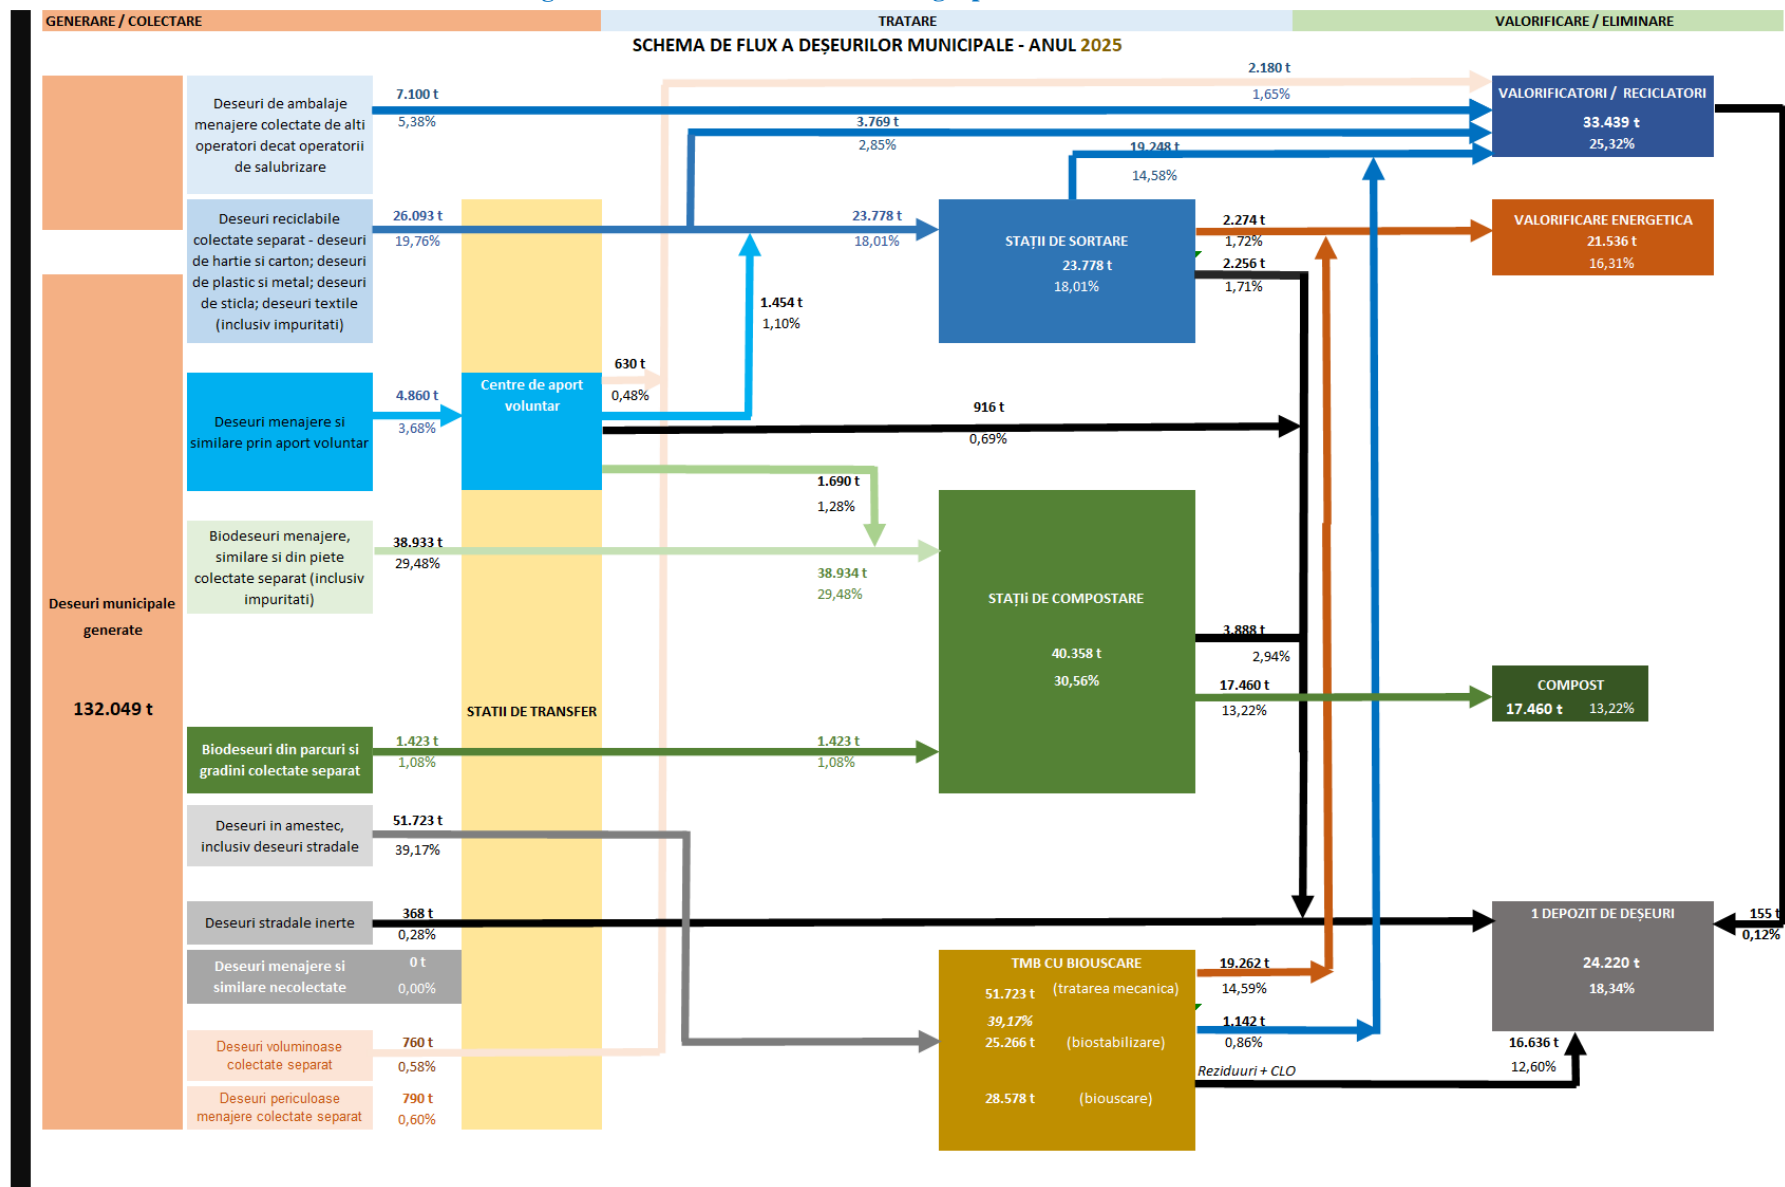 GENERARE / COLECTARE
TRATARE
VALORIFICARE / ELIMINARE
SCHEMA DE FLUX A DEȘEURILOR MUNICIPALE - ANUL 2025
Deseuri municipale
generate
132.049 t
Deseuri de ambalaje
menajere colectate de alti
operatori decat operatorii
de salubrizare
7.100 t
5,38%
2.180 t
1,65%
3.769 t
2,85%
19.248 t
14,58%
VALORIFICATORI / RECICLATORI
33.439 t
25,32%
Deseuri reciclabile
colectate separat - deseuri
de hartie si carton; deseuri
de plastic si metal; deseuri
de sticla; deseuri textile
(inclusiv impuritati)
26.093 t
19,76%
23.778 t
18,01%
STAȚII DE SORTARE
23.778 t
18,01%
2.274 t
1,72%
2.256 t
1,71%
VALORIFICARE ENERGETICA
21.536 t
16,31%
1.454 t
1,10%
Deseuri menajere si
similare prin aport voluntar
4.860 t
3,68%
Centre de aport
voluntar
630 t
0,48%
916 t
0,69%
1.690 t
1,28%
Biodeseuri menajere,
similare si din piete
colectate separat (inclusiv
impuritati)
38.933 t
29,48%
38.934 t
29,48%
STAȚIi DE COMPOSTARE
40.358 t
30,56%
3.888 t
2,94%
17.460 t
13,22%
COMPOST
17.460 t 13,22%
STATII DE TRANSFER
Biodeseuri din parcuri si
gradini colectate separat
1.423 t
1,08%
1.423 t
1,08%
Deseuri in amestec,
inclusiv deseuri stradale
51.723 t
39,17%
Deseuri stradale inerte
368 t
0,28%
1 DEPOZIT DE DEȘEURI
24.220 t
18,34%
155 t
0,12%
Deseuri menajere si
similare necolectate
0 t
0,00%
TMB CU BIOUSCARE
51.723 t (tratarea mecanica)
39,17%
25.266 t (biostabilizare)
28.578 t (biouscare)
19.262 t
14,59%
1.142 t
0,86%
Reziduuri + CLO
16.636 t
12,60%
Deseuri voluminoase
colectate separat
760 t
0,58%
Deseuri periculoase
menajere colectate separat
790 t
0,60%